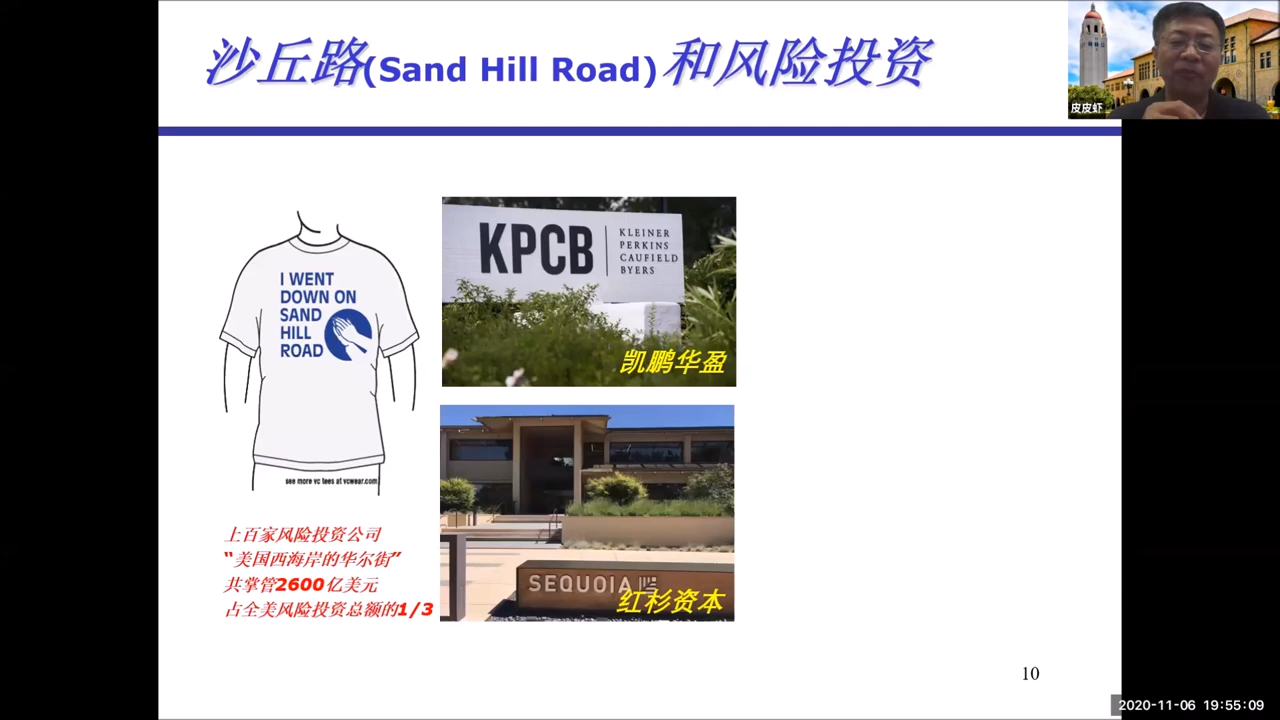 沙丘路(Sand Hill Road)和风险投资
皮皮虾
I WENT
DOWN ON
SAND
HILL
ROAD
see more vc tees at vcwear.com
KPCB
KLEINER
PERKINS
CAUFIELD
BYERS
凯鹏华盈
SEQUOIA
红杉资本
上百家风险投资公司
“美国西海岸的华尔街”
共掌管2600亿美元
占全美风险投资总额的1/3
10
2020-11-06 19:55:09